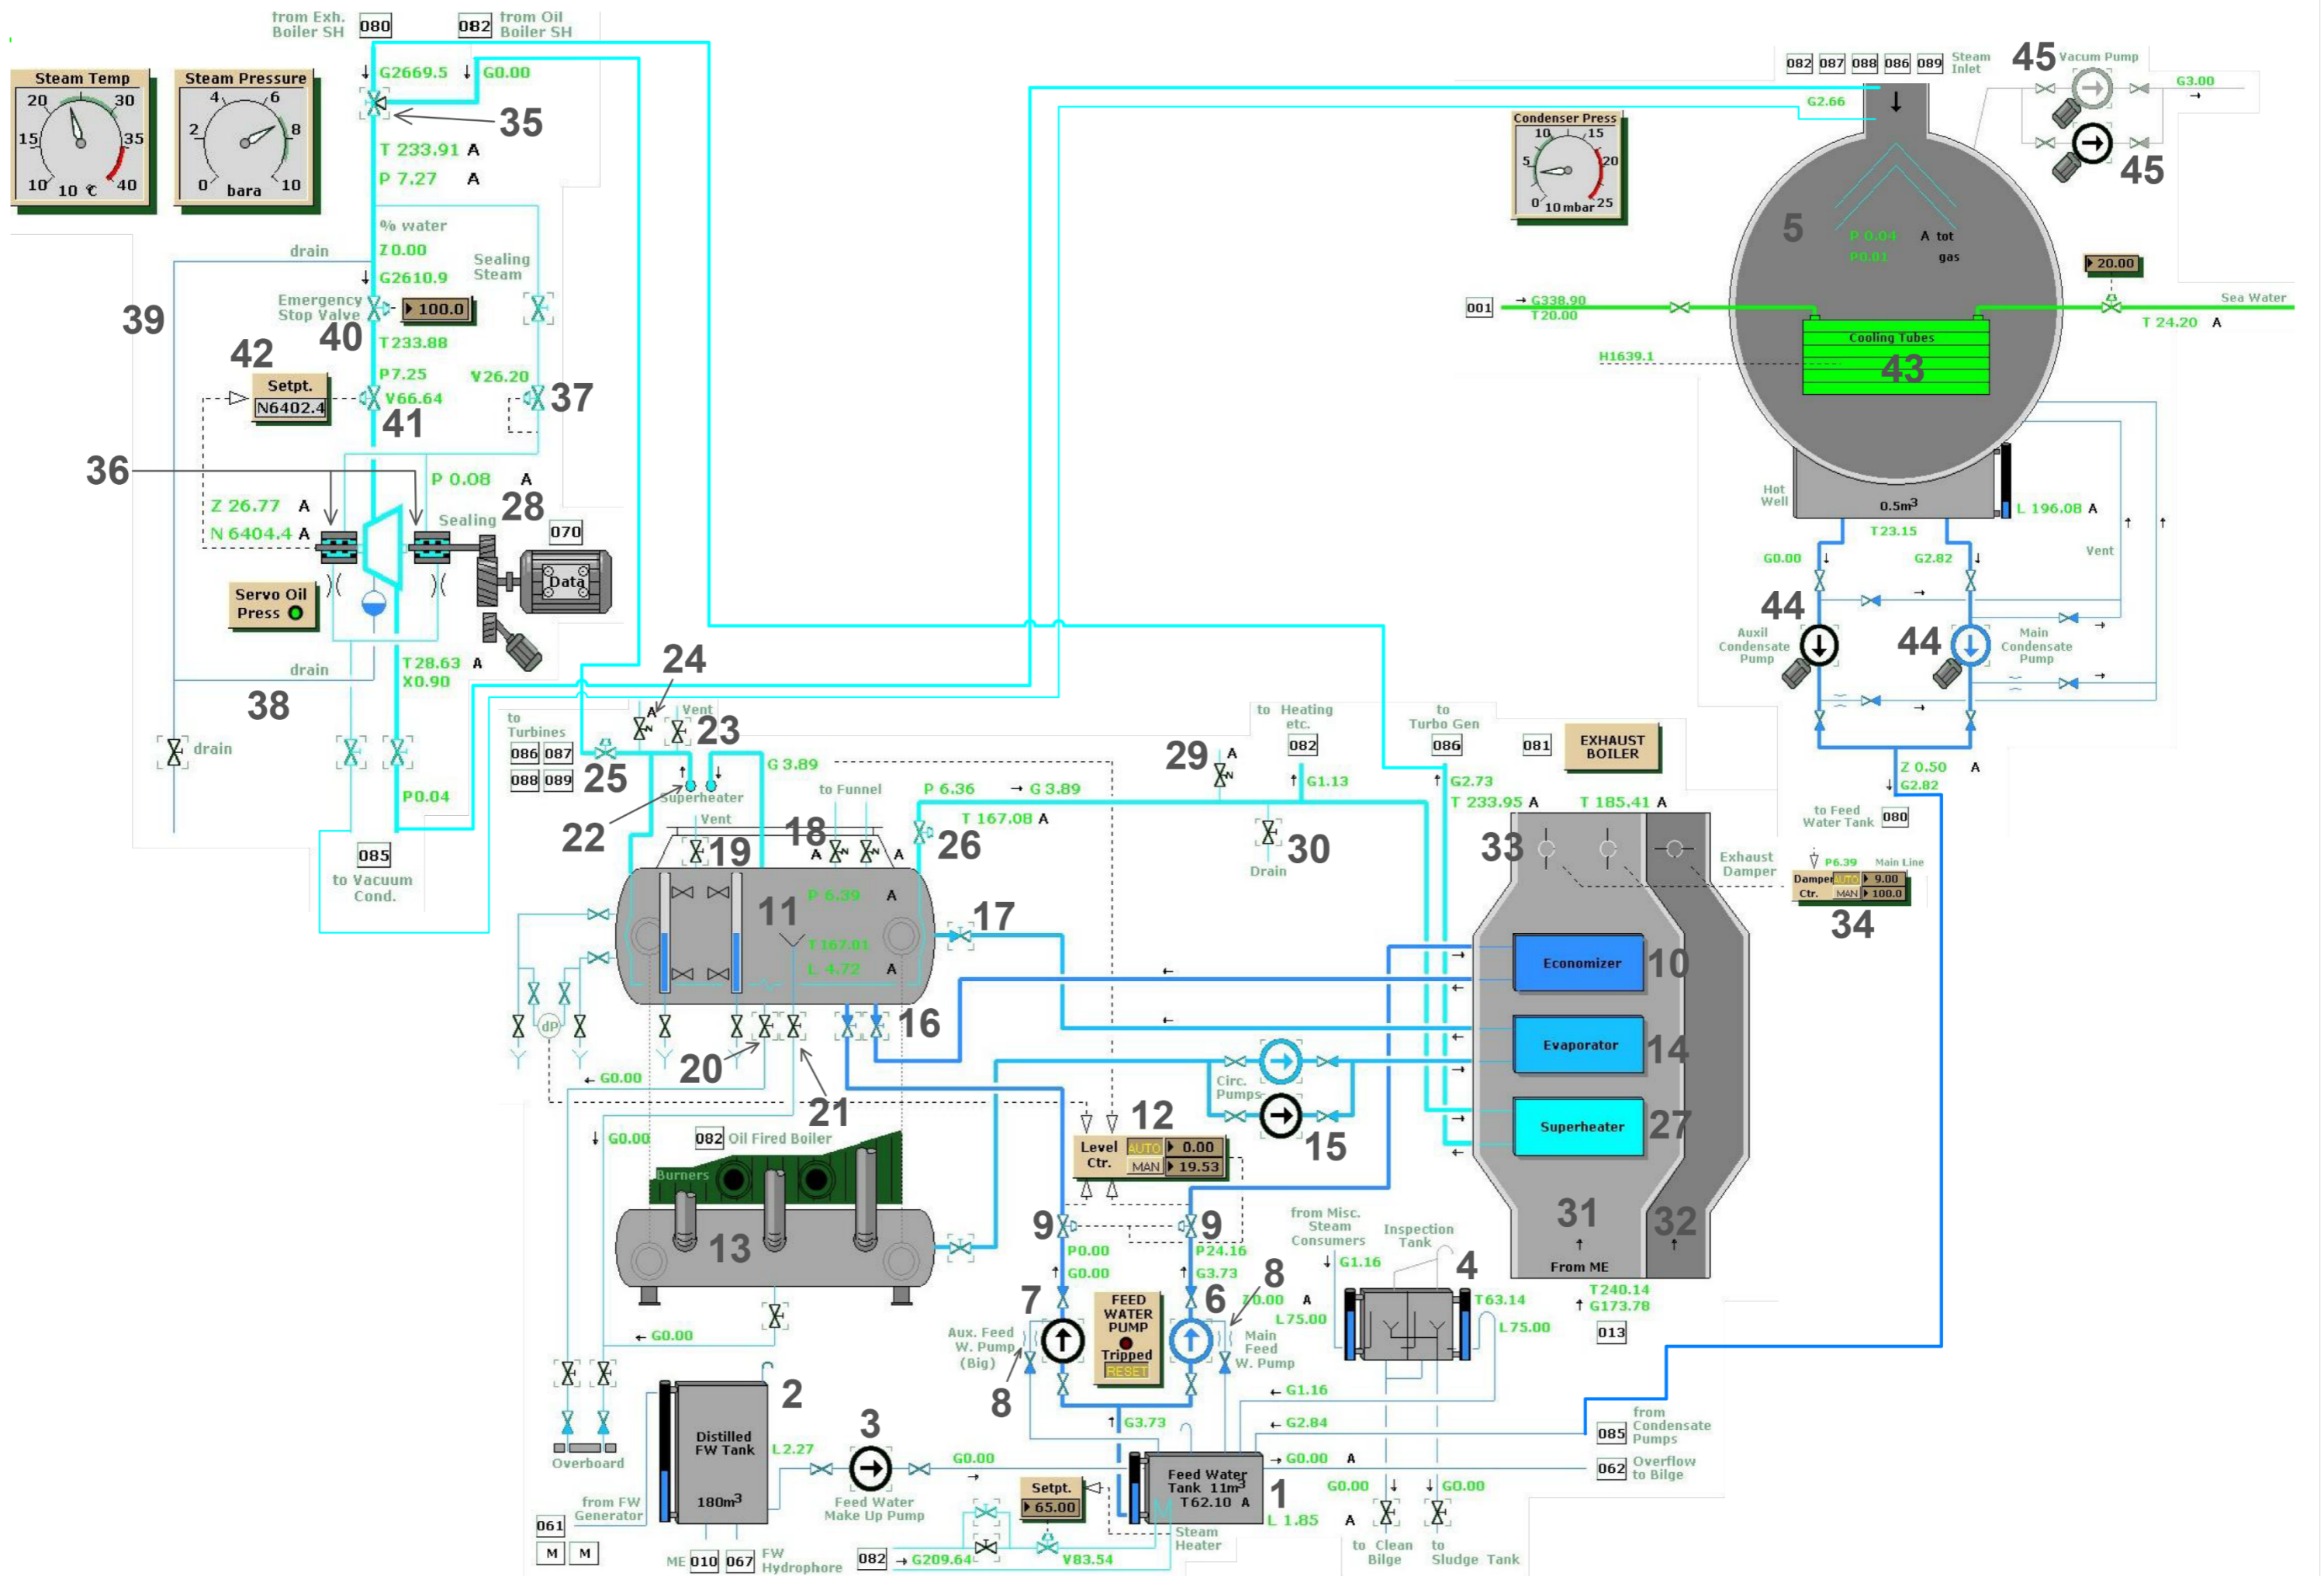 from Exh.
Boiler SH
080
082
from Oil
Boiler SH
Steam Temp
20
30
15
35
10
10 °C
40
Steam Pressure
4
6
2
8
0
bara
10
G2669.5
G0.00
35
T 233.91 A
P 7.27 A
% water
Z0.00
drain
G2610.9
Sealing
Steam
39
Emergency
Stop Valve
100.0
40
T233.88
42
Setpt.
N6402.4
P7.25
V66.64
41
V26.20
37
36
P 0.08 A
Z 26.77 A
N 6404.4 A
28
Sealing
070
Data
Servo Oil
Press
T28.63 A
X0.90
drain
38
drain
P0.04
085
to Vacuum
Cond.
082
087
088
086
089
Steam
Inlet
45
Vacum Pump
G3.00
45
G2.66
Condenser Press
10
15
5
20
0
10 mbar
25
5
P 0.04 A tot
P0.01 gas
20.00
001
G338.90
T20.00
Sea Water
T 24.20 A
Cooling Tubes
43
H1639.1
Hot
Well
0.5m3
L 196.08 A
T23.15
G0.00
G2.82
Vent
44
Auxil
Condensate
Pump
44
Main
Condensate
Pump
Z 0.50 A
G2.82
to Feed
Water Tank
080
24
A
Vent
23
to
Turbines
086
087
088
089
25
22
Superheater
G 3.89
Vent
to Funnel
18
19
A
A
P 6.36
G 3.89
T 167.08 A
26
29
A
to Heating
etc.
082
G1.13
to
Turbo Gen
086
G2.73
081
EXHAUST
BOILER
30
Drain
T 233.95 A
T 185.41 A
33
Exhaust
Damper
P6.39
Main Line
Damper
Ctr.
AUTO
9.00
MAN
100.0
34
11
P 6.39 A
T167.01
L 4.72 A
17
Economizer
10
dP
16
20
21
G0.00
Evaporator
14
Circ.
Pumps
15
G0.00
082
Oil Fired Boiler
Burners
12
Level
Ctr.
AUTO
0.00
MAN
19.53
Superheater
27
13
9
9
P0.00
G0.00
P24.16
G3.73
31
32
From ME
from Misc.
Steam
Consumers
G1.16
Inspection
Tank
4
T240.14
G173.78
013
G0.00
7
Aux. Feed
W. Pump
(Big)
8
FEED
WATER
PUMP
Tripped
RESET
6
8
Z0.00 A
L75.00
Main
Feed
W. Pump
T63.14
L75.00
2
Distilled
FW Tank
180m3
L2.27
3
Feed Water
Make Up Pump
G0.00
G3.73
G1.16
G2.84
085
from
Condensate
Pumps
G0.00 A
062
Overflow
to Bilge
Overboard
from FW
Generator
061
M
M
ME
010
067
FW
Hydrophore
082
G209.64
V83.54
Setpt.
65.00
Feed Water
Tank 11m3
T62.10 A
1
L 1.85 A
Steam
Heater
G0.00
G0.00
to Clean
Bilge
to
Sludge Tank